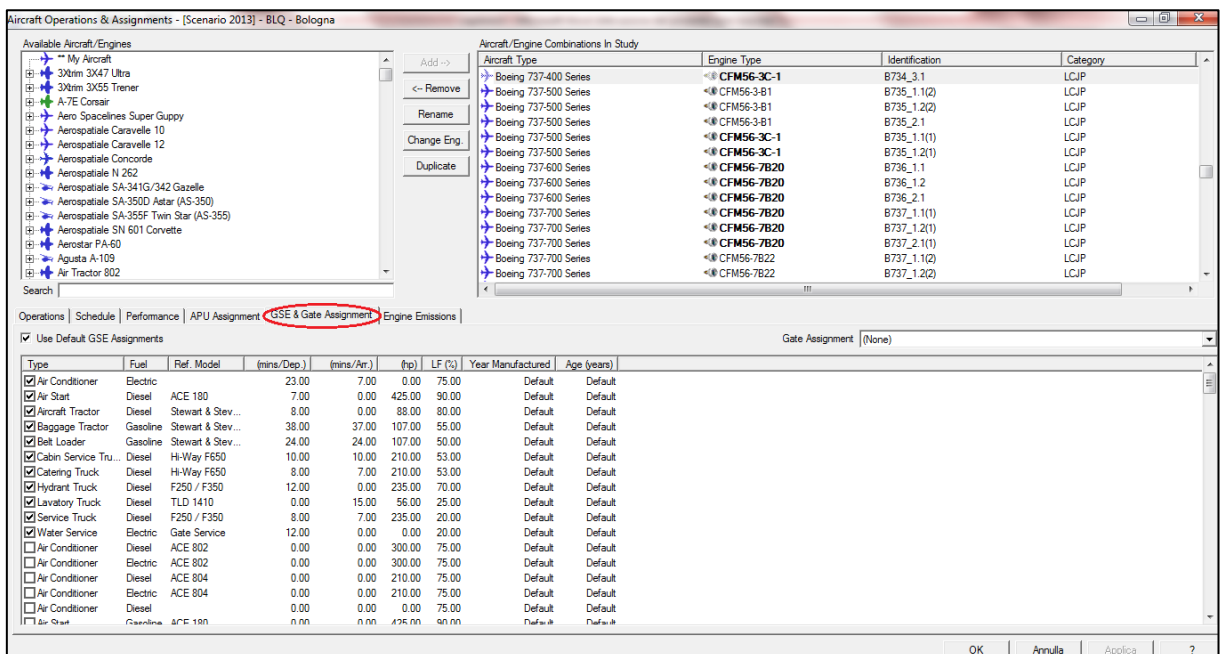 Aircraft Operations & Assignments - [Scenario 2013] - BLQ - Bologna
Available Aircraft/Engines
** My Aircraft
3Xtrim 3X47 Ultra
3Xtrim 3X55 Trener
A-7E Corsair
Aero Spacelines Super Guppy
Aerospatiale Caravelle 10
Aerospatiale Caravelle 12
Aerospatiale Concorde
Aerospatiale N 262
Aerospatiale SA-341G/342 Gazelle
Aerospatiale SA-350D Astar (AS-350)
Aerospatiale SA-355F Twin Star (AS-355)
Aerospatiale SN 601 Corvette
Aerostar PA-60
Agusta A-109
Air Tractor 802
Search
Add -->
<-- Remove
Rename
Change Eng.
Duplicate
Aircraft/Engine Combinations In Study
Aircraft Type Engine Type Identification Category
Boeing 737-400 Series CFM56-3C-1 B734_3.1 LCJP
Boeing 737-500 Series CFM56-3-B1 B735_1.1(2) LCJP
Boeing 737-500 Series CFM56-3-B1 B735_1.2(2) LCJP
Boeing 737-500 Series CFM56-3-B1 B735_2.1 LCJP
Boeing 737-500 Series CFM56-3C-1 B735_1.1(1) LCJP
Boeing 737-500 Series CFM56-3C-1 B735_1.2(1) LCJP
Boeing 737-600 Series CFM56-7B20 B736_1.1 LCJP
Boeing 737-600 Series CFM56-7B20 B736_1.2 LCJP
Boeing 737-600 Series CFM56-7B20 B736_2.1 LCJP
Boeing 737-700 Series CFM56-7B20 B737_1.1(1) LCJP
Boeing 737-700 Series CFM56-7B20 B737_1.2(1) LCJP
Boeing 737-700 Series CFM56-7B20 B737_2.1(1) LCJP
Boeing 737-700 Series CFM56-7B22 B737_1.1(2) LCJP
Boeing 737-700 Series CFM56-7B22 B737_1.2(2) LCJP
Operations Schedule Performance APU Assignment GSE & Gate Assignment Engine Emissions
Use Default GSE Assignments Gate Assignment (None)
Type Fuel Ref. Model (mins/Dep.) (mins/Arr.) (hp) LF (%) Year Manufactured Age (years)
Air Conditioner Electric 23.00 7.00 0.00 75.00 Default Default
Air Start Diesel ACE 180 7.00 0.00 425.00 90.00 Default Default
Aircraft Tractor Diesel Stewart & Stev... 8.00 0.00 88.00 80.00 Default Default
Baggage Tractor Gasoline Stewart & Stev... 38.00 37.00 107.00 55.00 Default Default
Belt Loader Gasoline Stewart & Stev... 24.00 24.00 107.00 50.00 Default Default
Cabin Service Tru... Diesel Hi-Way F650 10.00 10.00 210.00 53.00 Default Default
Catering Truck Diesel Hi-Way F650 8.00 7.00 210.00 53.00 Default Default
Hydrant Truck Diesel F250 / F350 12.00 0.00 235.00 70.00 Default Default
Lavatory Truck Diesel TLD 1410 0.00 15.00 56.00 25.00 Default Default
Service Truck Diesel F250 / F350 8.00 7.00 235.00 20.00 Default Default
Water Service Electric Gate Service 12.00 0.00 0.00 20.00 Default Default
Air Conditioner Diesel ACE 802 0.00 0.00 300.00 75.00 Default Default
Air Conditioner Electric ACE 802 0.00 0.00 300.00 75.00 Default Default
Air Conditioner Diesel ACE 804 0.00 0.00 210.00 75.00 Default Default
Air Conditioner Electric ACE 804 0.00 0.00 210.00 75.00 Default Default
Air Conditioner Diesel 0.00 0.00 0.00 75.00 Default Default
Air Start Gasoline ACE 180 0.00 0.00 425.00 90.00 Default Default
OK Annulla Applica ?